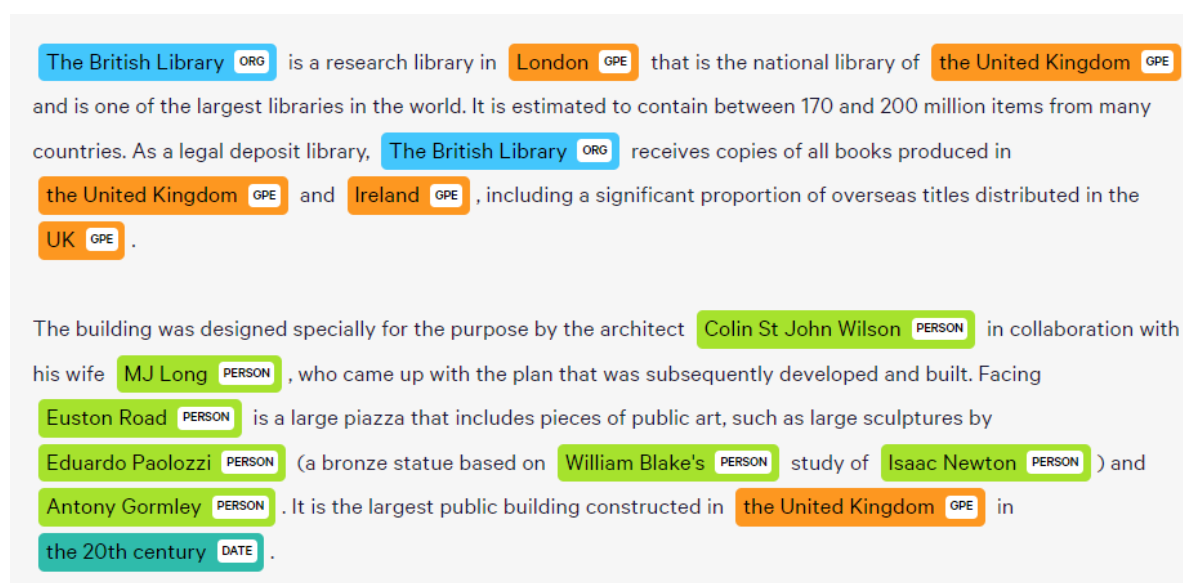 The British Library ORG is a research library in London GPE that is the national library of the United Kingdom GPE
and is one of the largest libraries in the world. It is estimated to contain between 170 and 200 million items from many
countries. As a legal deposit library, The British Library ORG receives copies of all books produced in
the United Kingdom GPE and Ireland GPE , including a significant proportion of overseas titles distributed in the
UK GPE .
The building was designed specially for the purpose by the architect Colin St John Wilson PERSON in collaboration with
his wife MJ Long PERSON , who came up with the plan that was subsequently developed and built. Facing
Euston Road PERSON is a large piazza that includes pieces of public art, such as large sculptures by
Eduardo Paolozzi PERSON (a bronze statue based on William Blake's PERSON study of Isaac Newton PERSON ) and
Antony Gormley PERSON . It is the largest public building constructed in the United Kingdom GPE in
the 20th century DATE .